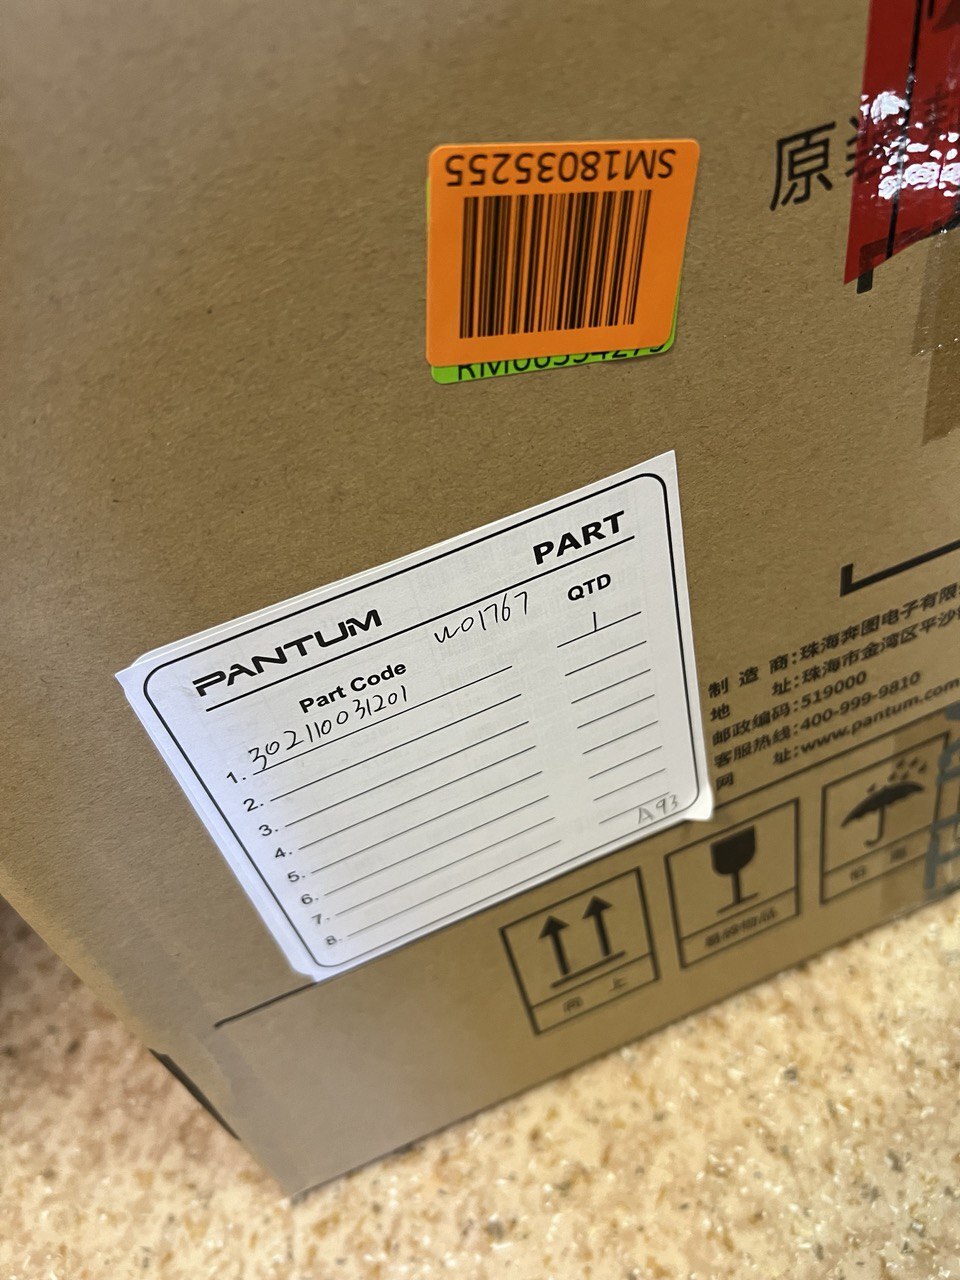 SM18035255
原装
PANTUM PART
Part Code
u01767
QTD
1. 302110031201
1
2.
3.
4.
5.
6.
7.
8.
A93
制 造 商:珠海奔图电子有限
地 址:珠海市金湾区平沙
邮政编码:519000
客服热线:400-999-9810
网 址:www.pantum.com
向 上